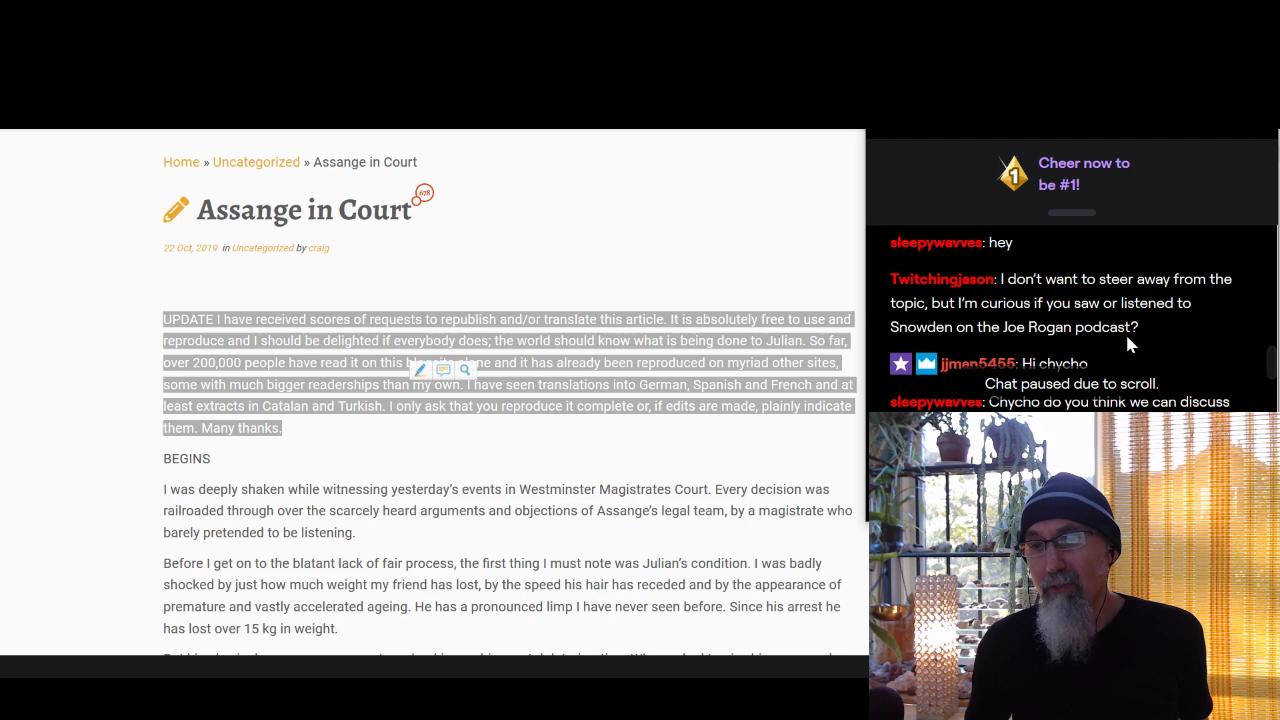 Home » Uncategorized » Assange in Court
Assange in Court
678
22 Oct, 2019 in Uncategorized by craig
UPDATE I have received scores of requests to republish and/or translate this article. It is absolutely free to use and
reproduce and I should be delighted if everybody does; the world should know what is being done to Julian. So far,
over 200,000 people have read it on this blogsite alone and it has already been reproduced on myriad other sites,
some with much bigger readerships than my own. I have seen translations into German, Spanish and French and at
least extracts in Catalan and Turkish. I only ask that you reproduce it complete or, if edits are made, plainly indicate
them. Many thanks.
BEGINS
I was deeply shaken while witnessing yesterday's events in Westminster Magistrates Court. Every decision was
railroaded through over the scarcely heard arguments and objections of Assange's legal team, by a magistrate who
barely pretended to be listening.
Before I get on to the blatant lack of fair process, the first thing I must note was Julian's condition. I was badly
shocked by just how much weight my friend has lost, by the speed his hair has receded and by the appearance of
premature and vastly accelerated ageing. He has a pronounced limp I have never seen before. Since his arrest he
has lost over 15 kg in weight.
1
Cheer now to
be #1!
sleepywavves: hey
Twitchingjason: I don't want to steer away from the
topic, but I'm curious if you saw or listened to
Snowden on the Joe Rogan podcast?
jjman5455: Hi chycho
Chat paused due to scroll.
sleepywavves: Chycho do you think we can discuss